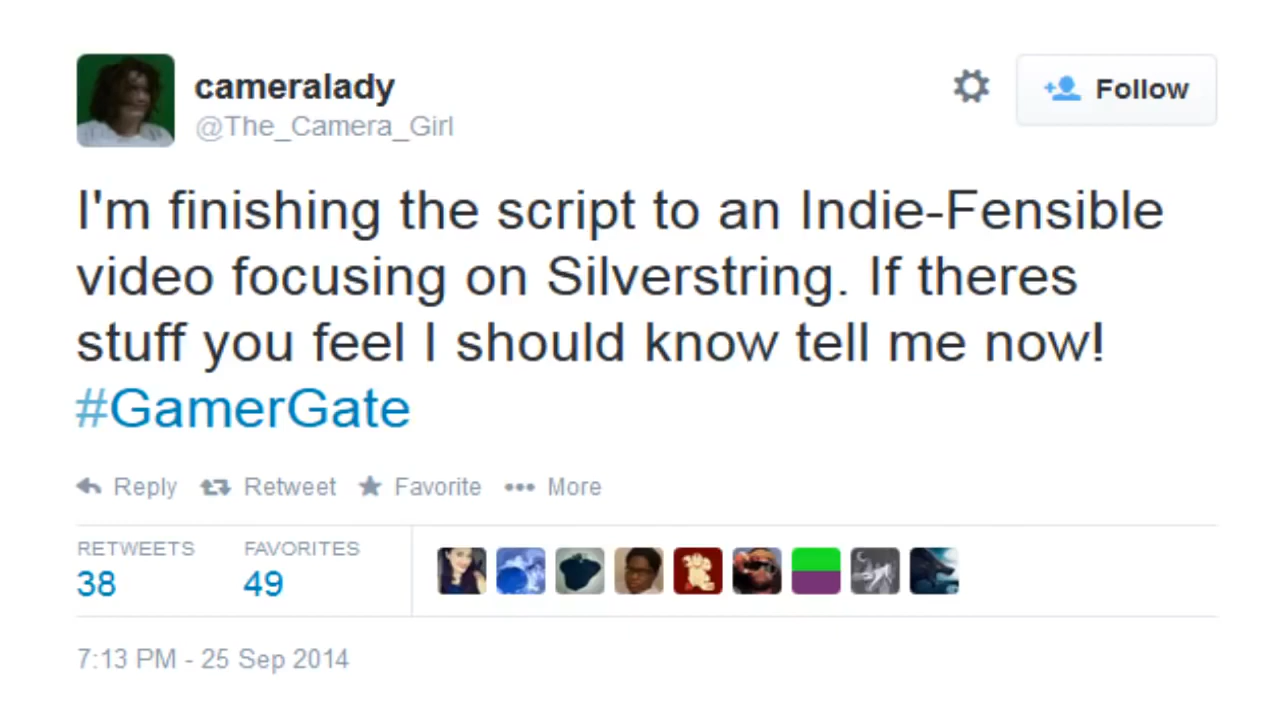 cameralady
@The_Camera_Girl
Follow
I'm finishing the script to an Indie-Fensible
video focusing on Silverstring. If theres
stuff you feel I should know tell me now!
#GamerGate
Reply Retweet Favorite More
RETWEETS FAVORITES
38 49
7:13 PM - 25 Sep 2014